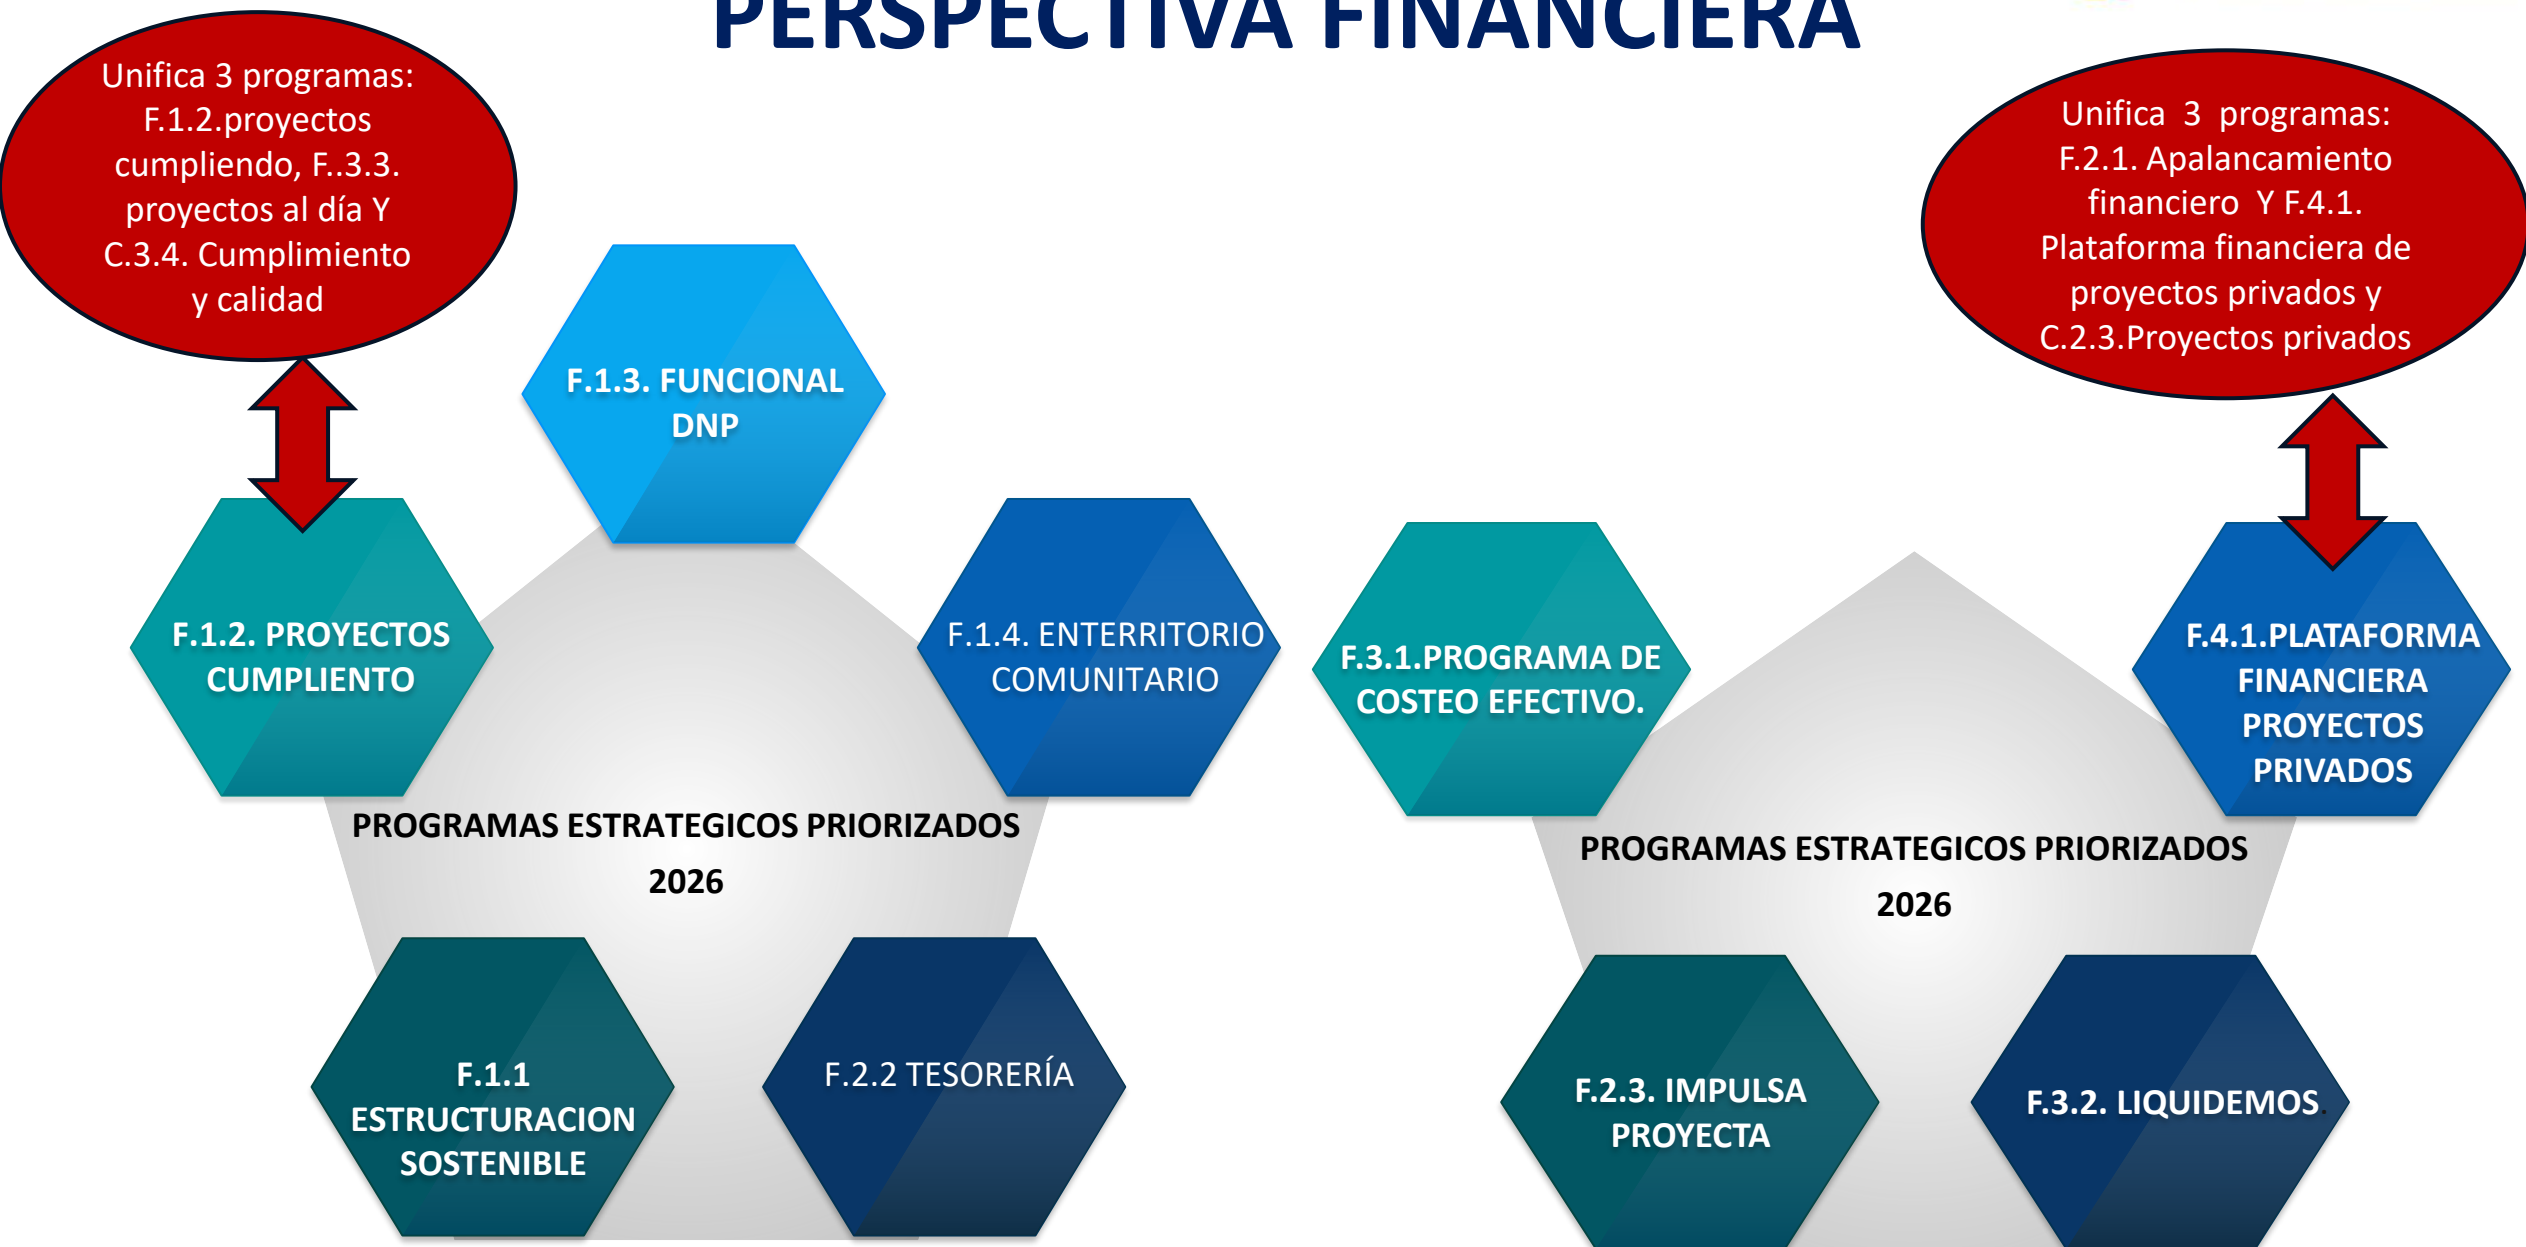 PERSPECTIVA FINANCIERA
Unifica 3 programas:
F.1.2.proyectos
cumpliendo, F..3.3.
proyectos al día Y
C.3.4. Cumplimiento
y calidad
Unifica 3 programas:
F.2.1. Apalancamiento
financiero Y F.4.1.
Plataforma financiera de
proyectos privados y
C.2.3.Proyectos privados
F.1.3. FUNCIONAL
DNP
F.1.2. PROYECTOS
CUMPLIENTO
F.1.4. ENTERRITORIO
COMUNITARIO
PROGRAMAS ESTRATEGICOS PRIORIZADOS
2026
F.1.1
ESTRUCTURACION
SOSTENIBLE
F.2.2 TESORERÍA
F.3.1.PROGRAMA DE
COSTEO EFECTIVO.
F.4.1.PLATAFORMA
FINANCIERA
PROYECTOS
PRIVADOS
PROGRAMAS ESTRATEGICOS PRIORIZADOS
2026
F.2.3. IMPULSA
PROYECTA
F.3.2. LIQUIDEMOS.